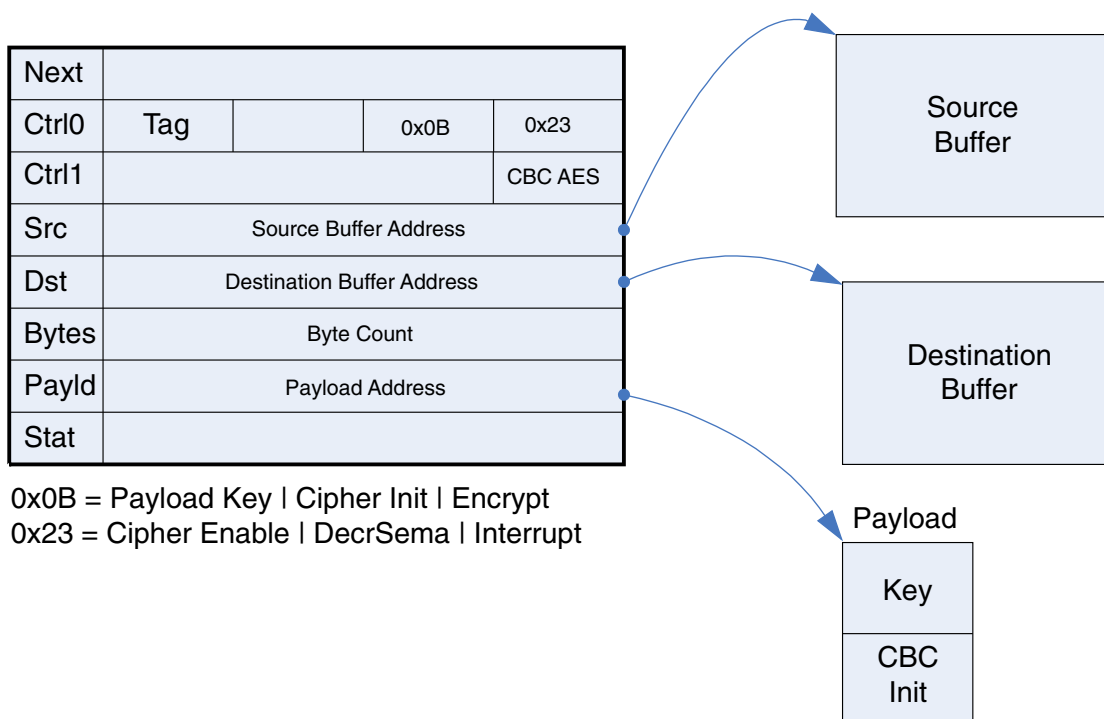 Next
Ctrl0 Tag 0x0B 0x23
Ctrl1 CBC AES
Src Source Buffer Address
Dst Destination Buffer Address
Bytes Byte Count
Payld Payload Address
Stat
0x0B = Payload Key | Cipher Init | Encrypt
0x23 = Cipher Enable | DecrSema | Interrupt
Source
Buffer
Destination
Buffer
Payload
Key
CBC
Init